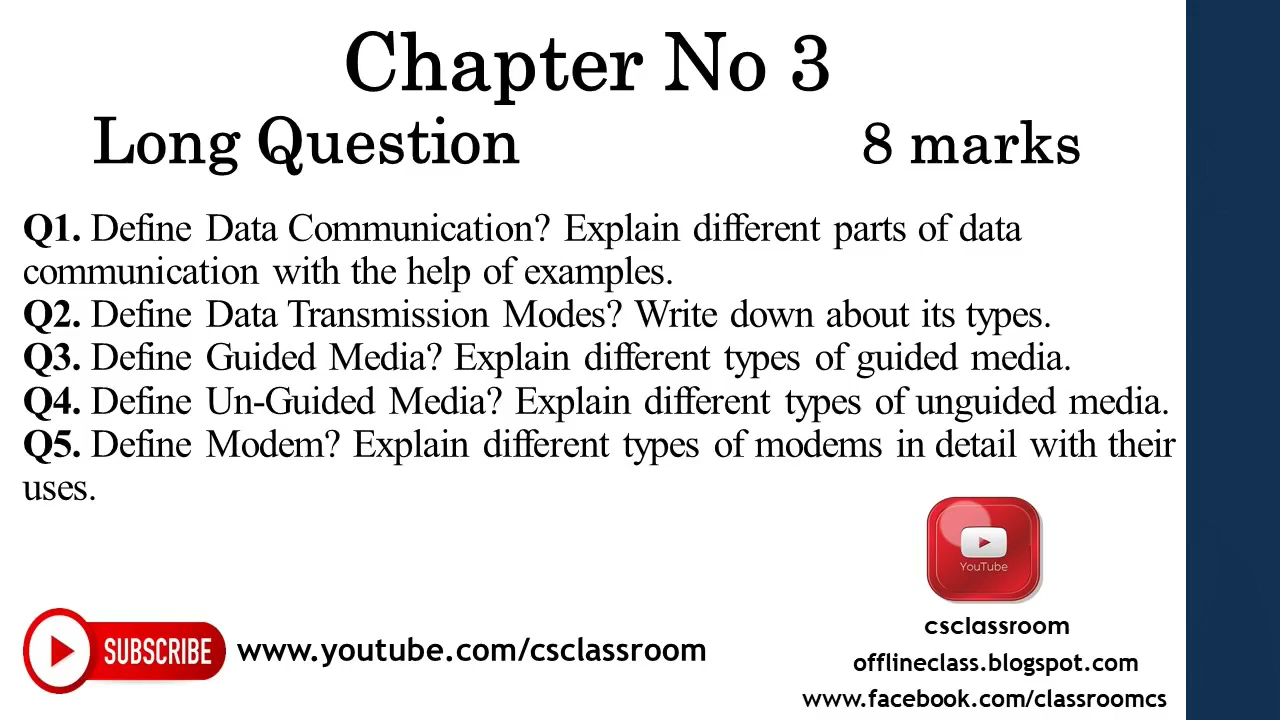 Chapter No 3
Long Question 8 marks
Q1. Define Data Communication? Explain different parts of data
communication with the help of examples.
Q2. Define Data Transmission Modes? Write down about its types.
Q3. Define Guided Media? Explain different types of guided media.
Q4. Define Un-Guided Media? Explain different types of unguided media.
Q5. Define Modem? Explain different types of modems in detail with their
uses.
YouTube
csclassroom
SUBSCRIBE www.youtube.com/csclassroom
offlineclass.blogspot.com
www.facebook.com/classroomcs